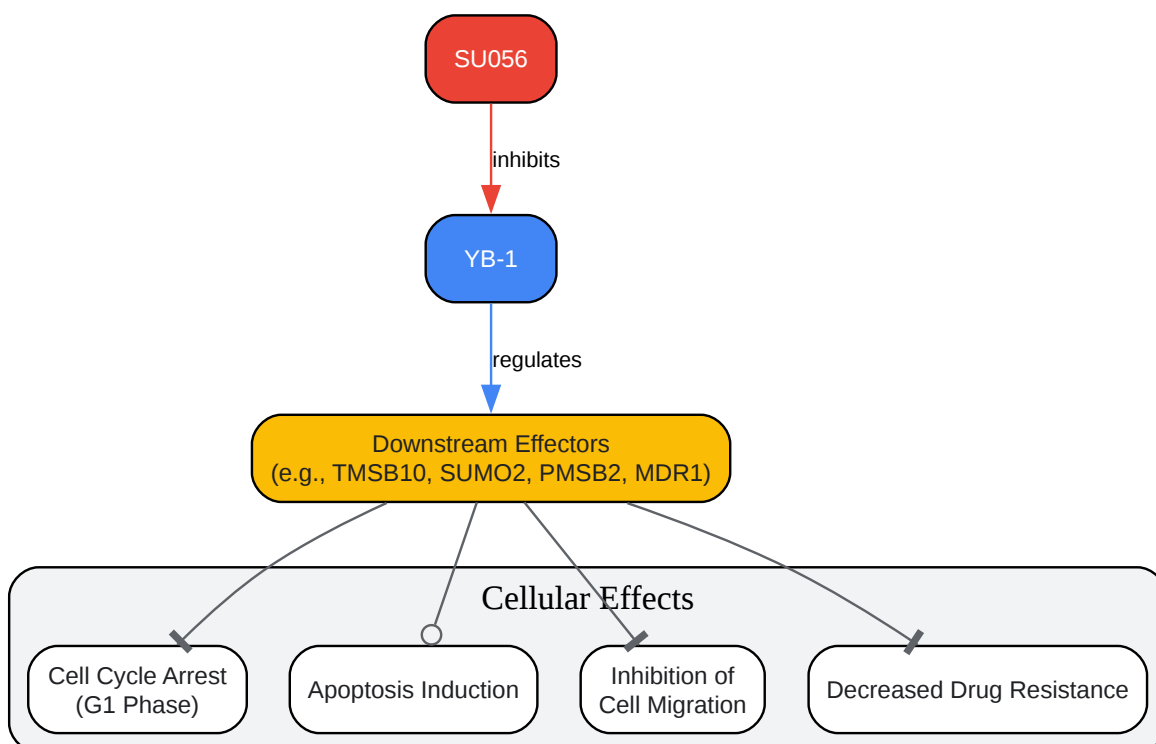 SU056
inhibits
YB-1
regulates
Downstream Effectors
(e.g., TMSB10, SUMO2, PMSB2, MDR1)
Cellular Effects
Cell Cycle Arrest
(G1 Phase)
Apoptosis Induction
Inhibition of
Cell Migration
Decreased Drug Resistance